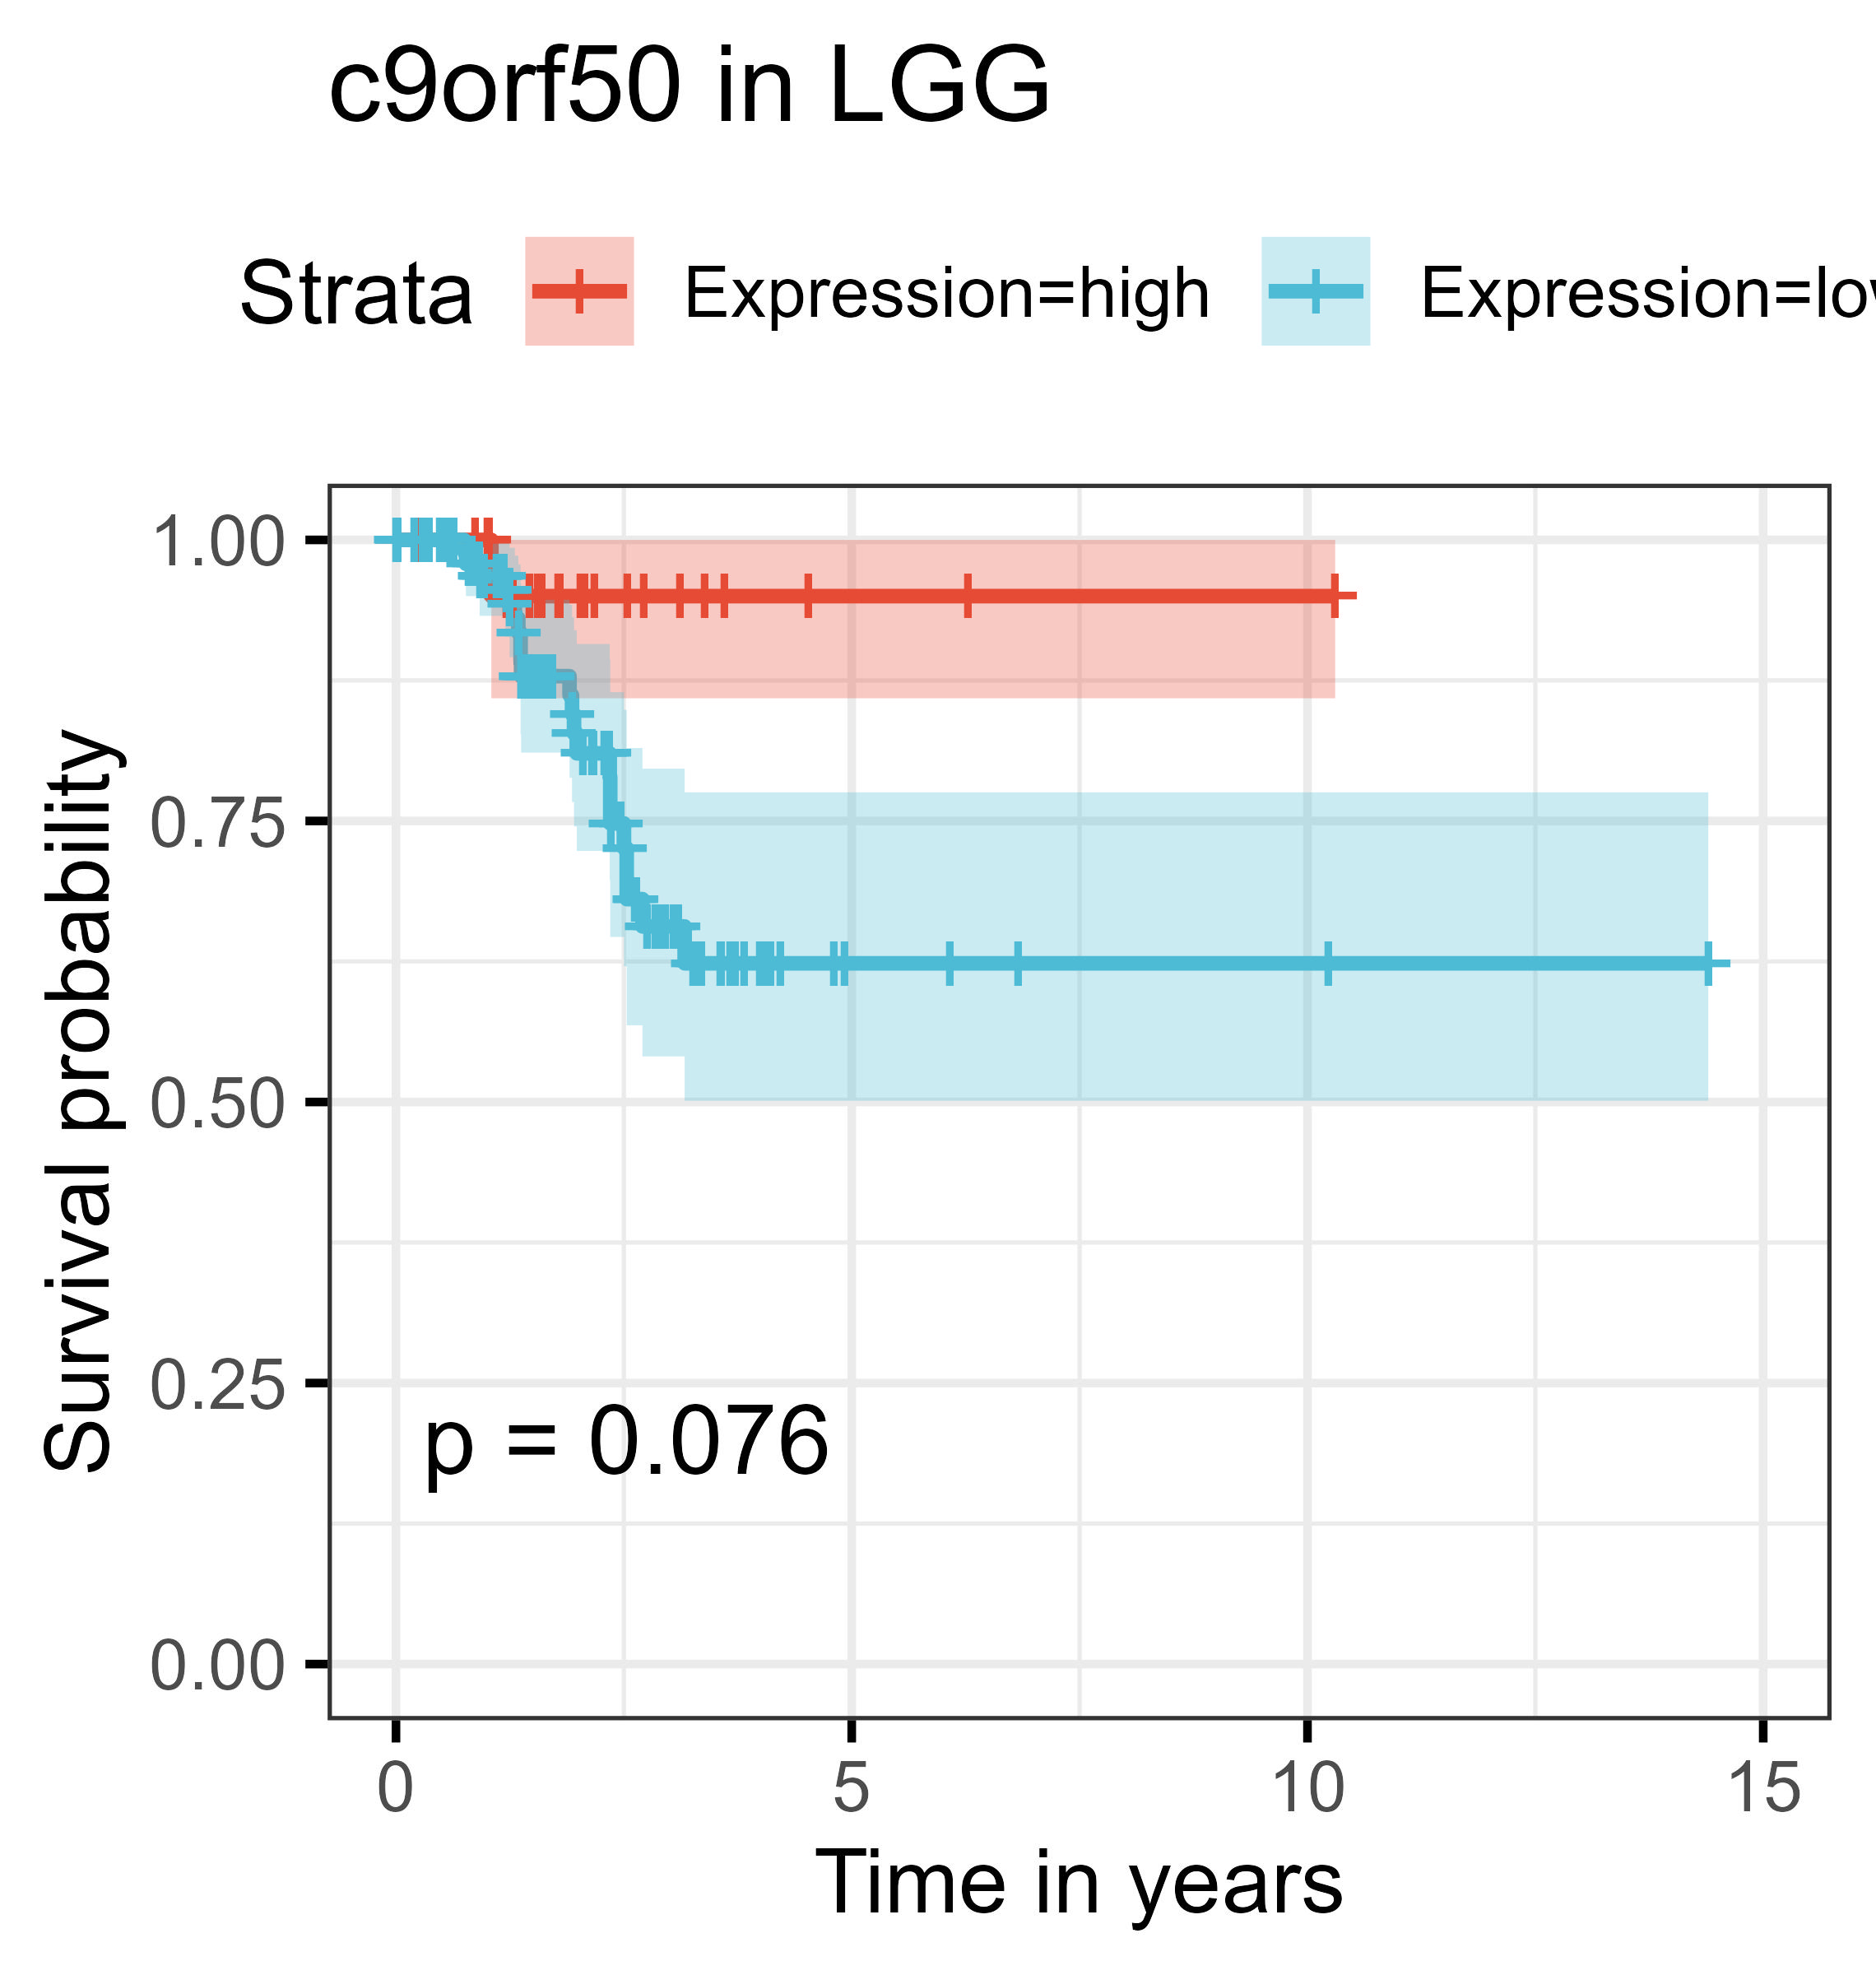 c9orf50 in LGG
Strata Expression=high Expression=lo
1.00
0.75
0.50
0.25
0.00
Survival probability
p = 0.076
0 5 10 15
Time in years